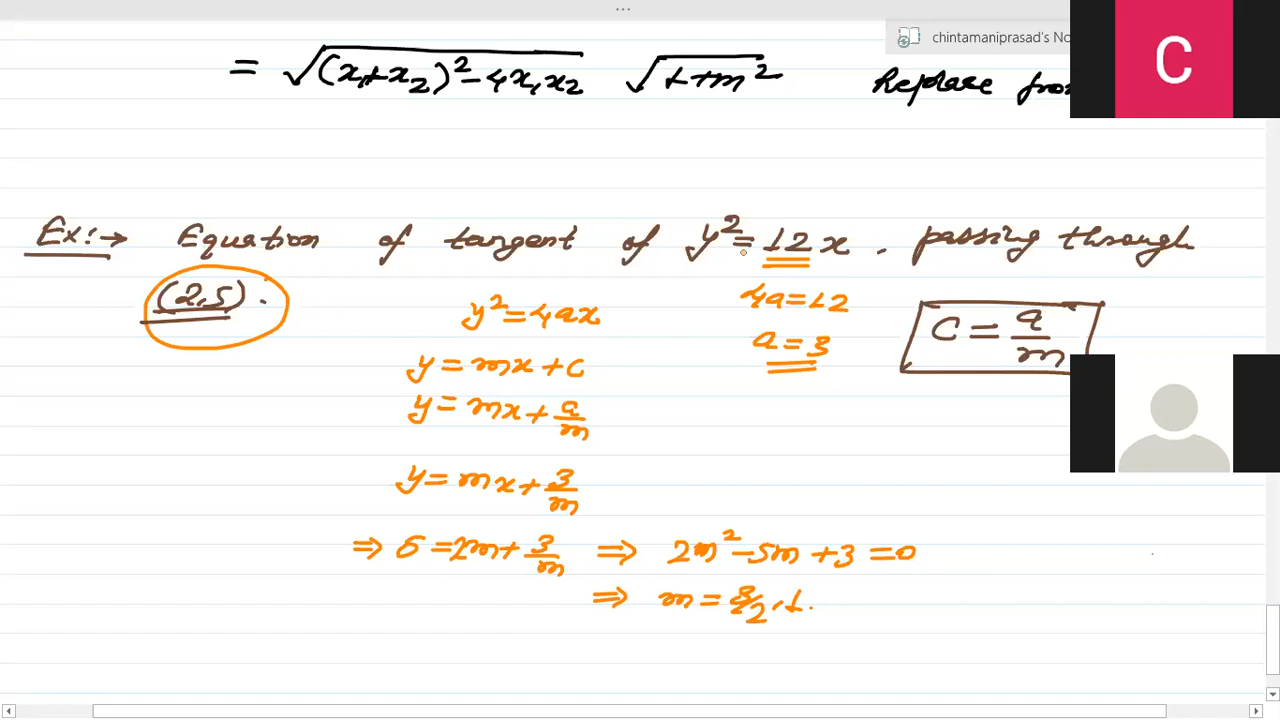 chintamaniprasad's No
C
= √(x₁+x₂)²-4x₁x₂ √1+m² Replace from
Ex:→ Equation of tangent of y²=12x. passing through
(2,5).
y²=4ax
4a=12
a=3
C = a/m
y = mx+c
y = mx+a/m
y = mx+3/m
⇒ 5=2m+3/m ⇒ 2m²-5m+3=0
⇒ m=3/2,1.